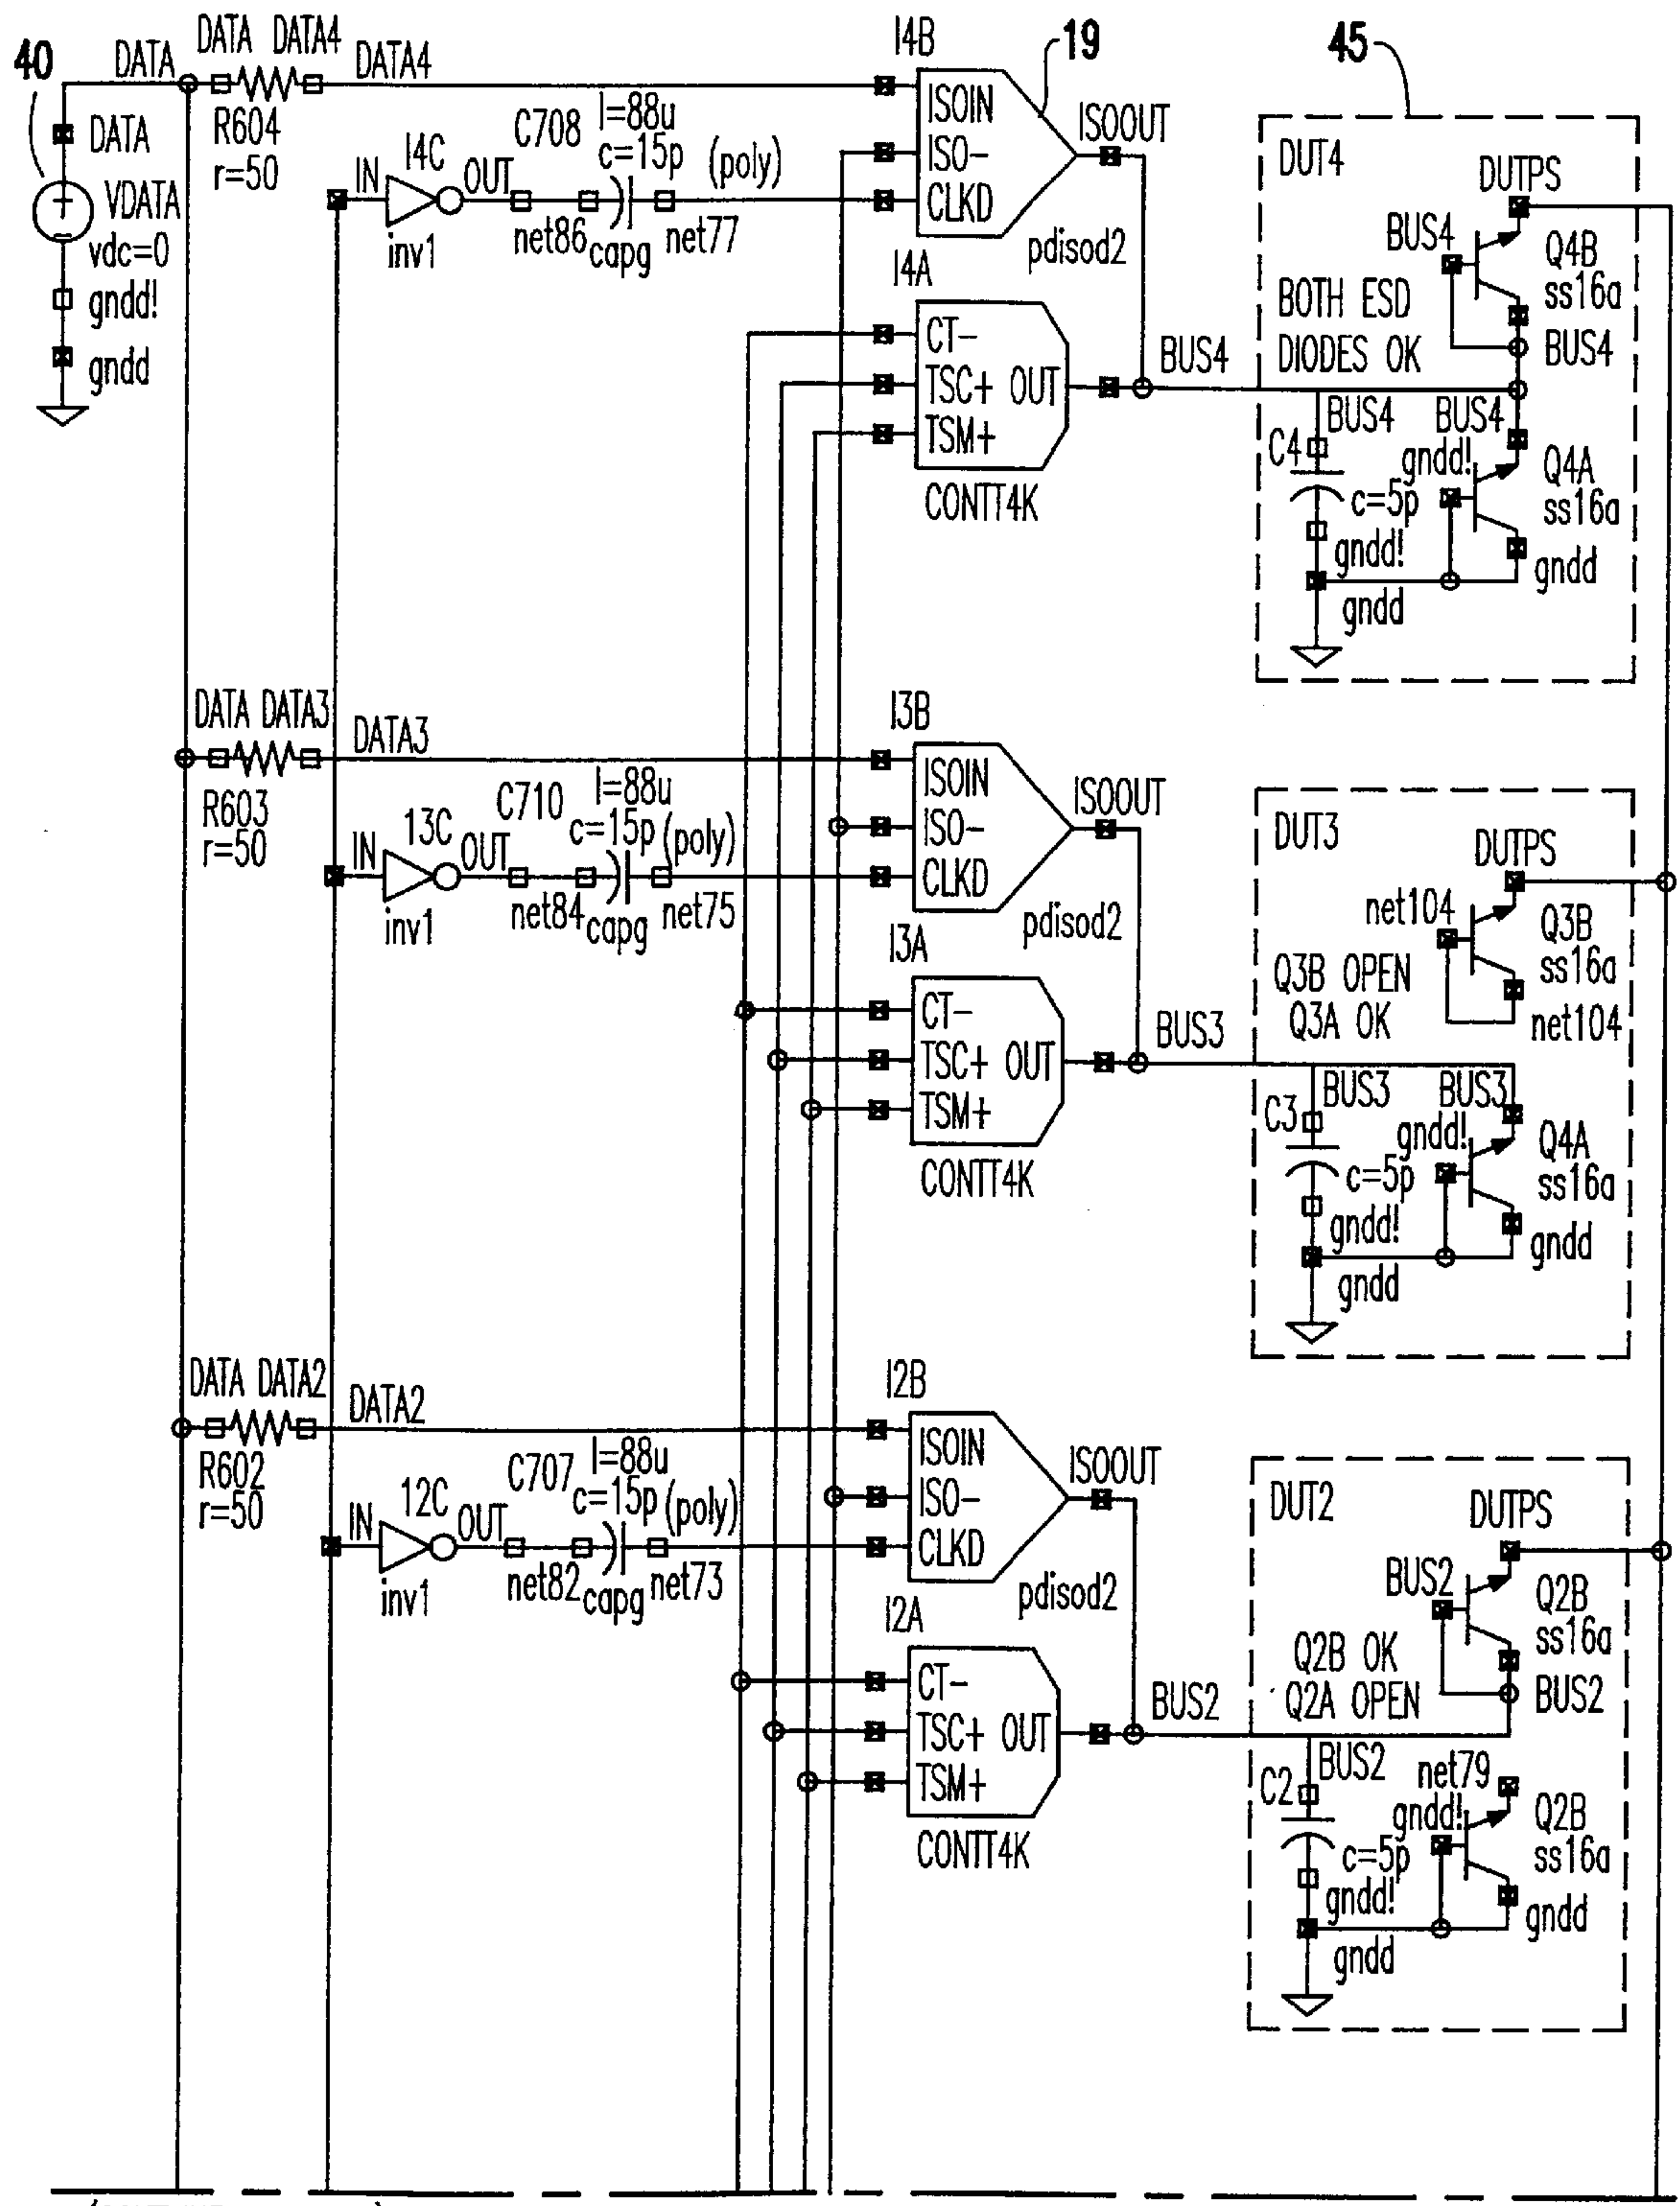 40
DATA
DATA DATA4
DATA4
R604
r=50
DATA
VDATA
vdc=0
gndd!
gndd
I4C
IN
OUT
inv1
C708
l=88u
c=15p
(poly)
net86
capg
net77
I4B
19
ISOIN
ISO-
CLKD
ISOOUT
pdisod2
I4A
CT-
TSC+ OUT
TSM+
CONTT4K
BUS4
45
DUT4
DUTPS
BUS4
Q4B
ss16a
BOTH ESD
DIODES OK
BUS4
BUS4
BUS4
C4
gndd!
c=5p
Q4A
ss16a
gndd!
gndd
gndd
DATA DATA3
DATA3
R603
r=50
13C
IN
OUT
inv1
C710
l=88u
c=15p
(poly)
net84
capg
net75
I3B
ISOIN
ISO-
CLKD
ISOOUT
pdisod2
I3A
CT-
TSC+ OUT
TSM+
CONTT4K
BUS3
DUT3
DUTPS
net104
Q3B
ss16a
Q3B OPEN
Q3A OK
net104
BUS3
BUS3
C3
gndd!
c=5p
Q4A
ss16a
gndd!
gndd
gndd
DATA DATA2
DATA2
R602
r=50
12C
IN
OUT
inv1
C707
l=88u
c=15p
(poly)
net82
capg
net73
I2B
ISOIN
ISO-
CLKD
ISOOUT
pdisod2
I2A
CT-
TSC+ OUT
TSM+
CONTT4K
BUS2
DUT2
DUTPS
BUS2
Q2B
ss16a
Q2B OK
Q2A OPEN
BUS2
BUS2
net79
C2
gndd!
c=5p
Q2B
ss16a
gndd!
gndd
gndd